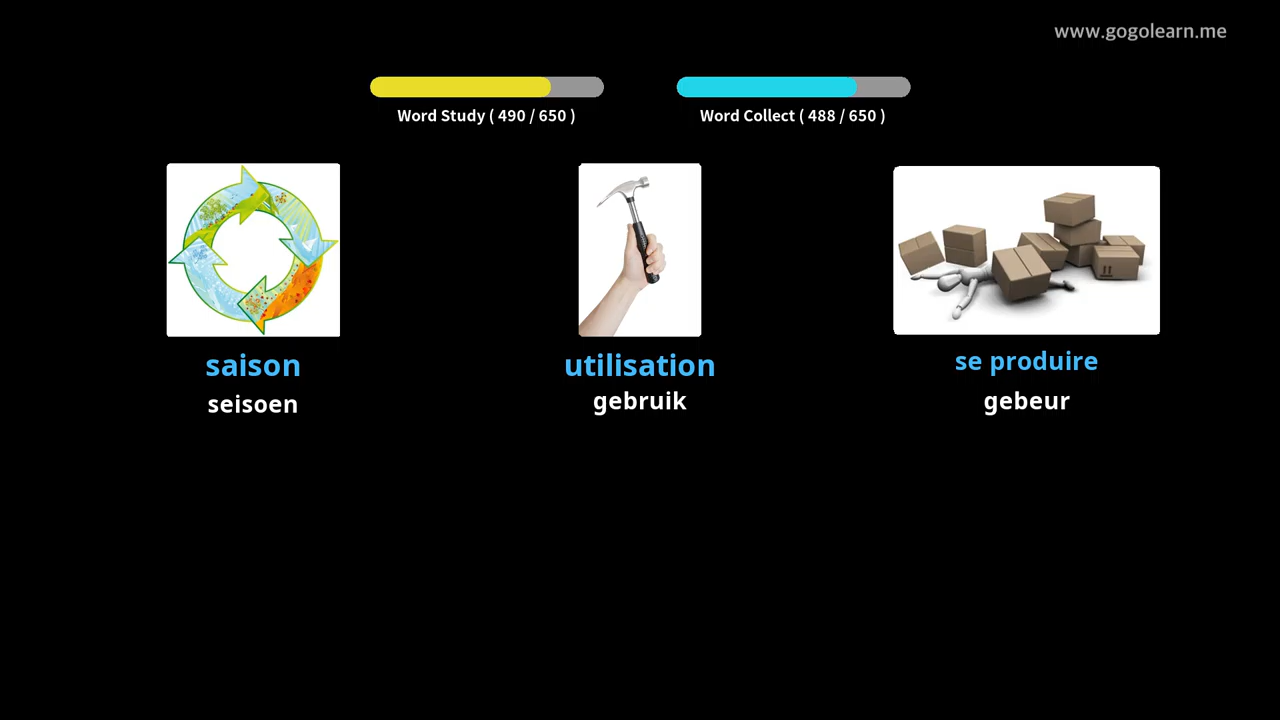 www.gogolearn.me
Word Study ( 490 / 650 )
Word Collect ( 488 / 650 )
saison
seisoen
utilisation
gebruik
se produire
gebeur